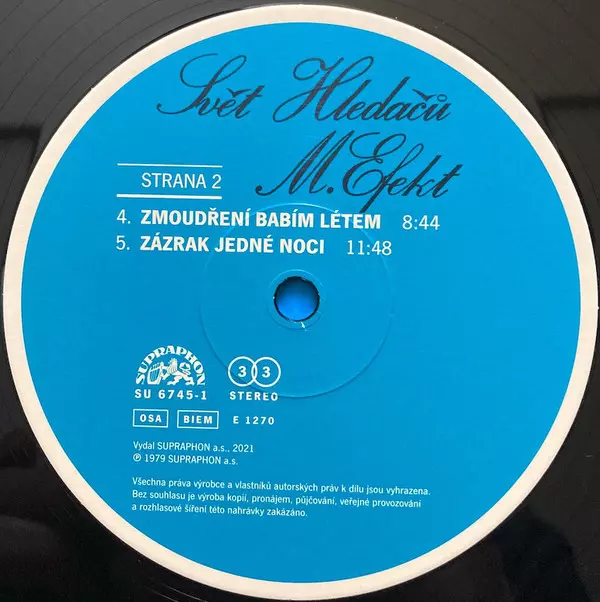 Svět Hledačů
M. Efekt
STRANA 2
4. ZMOUDŘENÍ BABÍM LÉTEM 8:44
5. ZÁZRAK JEDNÉ NOCI 11:48
SUPRAPHON
SU 6745-1
33
STEREO
OSA BIEM E 1270
Vydal SUPRAPHON a.s., 2021
℗ 1979 SUPRAPHON a.s.
Všechna práva výrobce a vlastníků autorských práv k dílu jsou vyhrazena.
Bez souhlasu je výroba kopií, pronájem, půjčování, veřejné provozování
a rozhlasové šíření této nahrávky zakázáno.